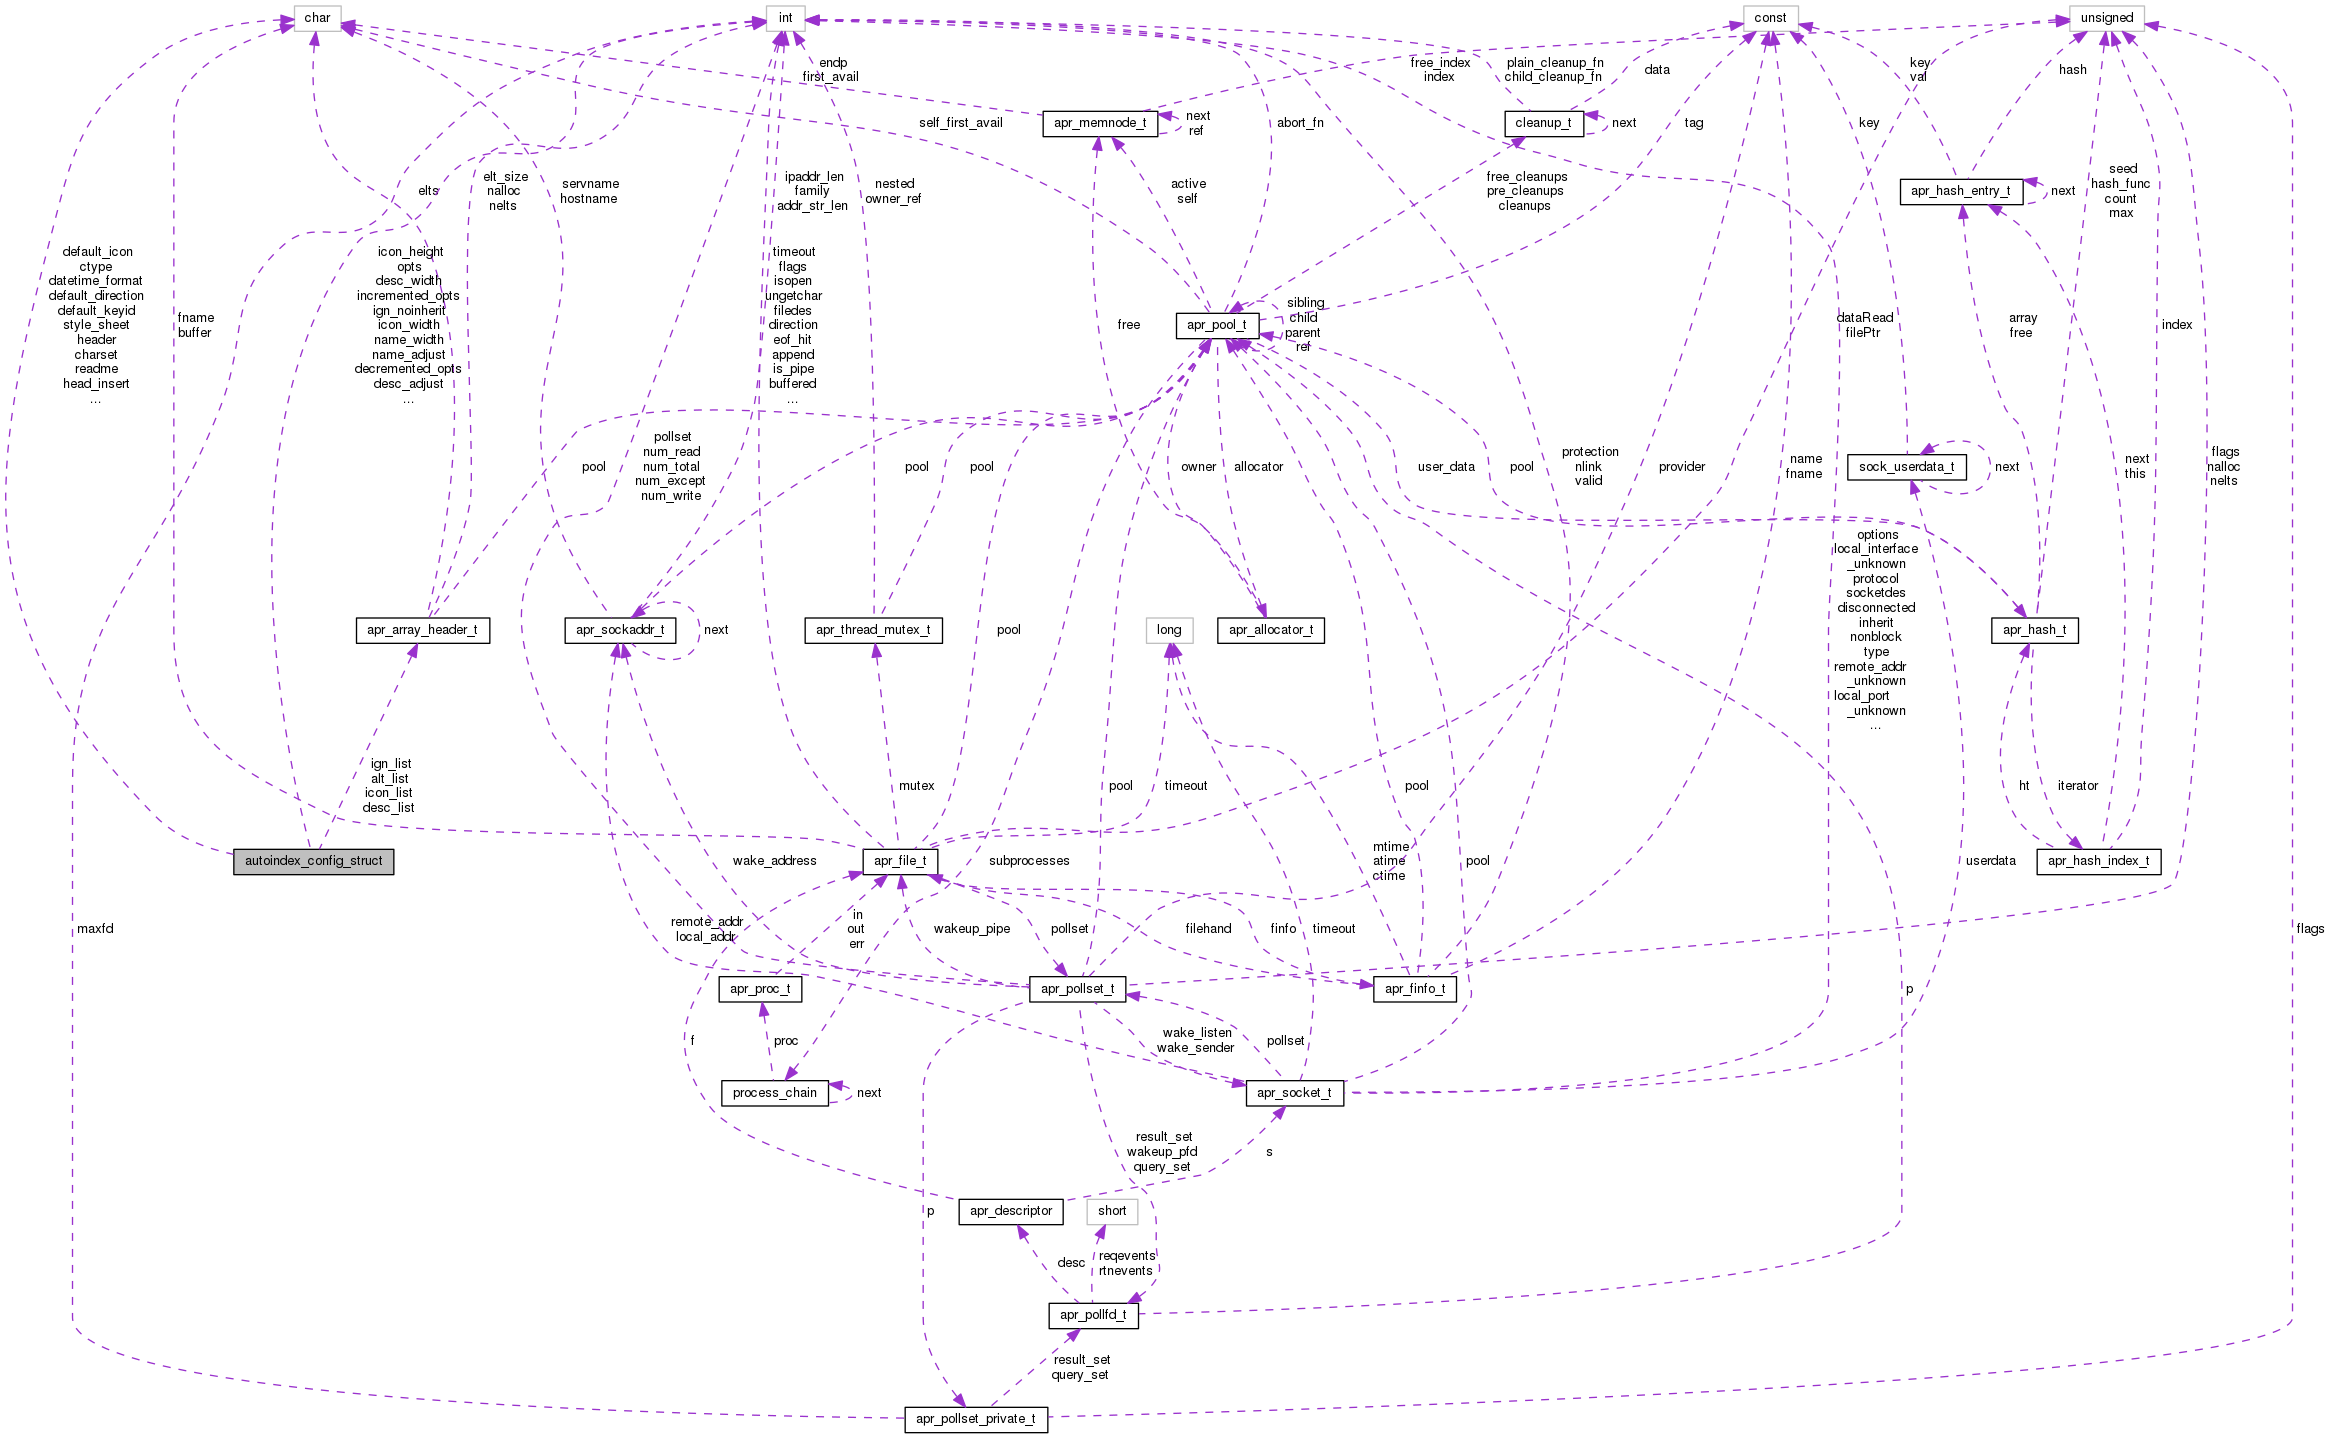 char
int
const
unsigned
endp
first_avail
free_index
index
plain_cleanup_fn
child_cleanup_fn
data
key
val
hash
apr_memnode_t
next
ref
cleanup_t
next
self_first_avail
abort_fn
tag
key
elts
elt_size
nalloc
nelts
servname
hostname
ipaddr_len
family
addr_str_len
nested
owner_ref
active
self
free_cleanups
pre_cleanups
cleanups
apr_hash_entry_t
next
seed
hash_func
count
max
default_icon
ctype
datetime_format
default_direction
default_keyid
style_sheet
header
charset
readme
head_insert
...
fname
buffer
icon_height
opts
desc_width
incremented_opts
ign_noinherit
icon_width
name_width
name_adjust
decremented_opts
desc_adjust
...
timeout
flags
isopen
ungetchar
filedes
direction
eof_hit
append
is_pipe
buffered
...
free
apr_pool_t
sibling
child
parent
ref
dataRead
filePtr
array
free
index
pool
pollset
num_read
num_total
num_except
num_write
pool
pool
owner
allocator
user_data
pool
protection
nlink
valid
provider
name
fname
sock_userdata_t
next
next
this
flags
nalloc
nelts
apr_array_header_t
apr_sockaddr_t
next
apr_thread_mutex_t
pool
long
apr_allocator_t
options
local_interface
_unknown
protocol
socketdes
disconnected
inherit
nonblock
type
remote_addr
_unknown
local_port
_unknown
...
apr_hash_t
ign_list
alt_list
icon_list
desc_list
mutex
pool
timeout
pool
ht
iterator
autoindex_config_struct
wake_address
apr_file_t
subprocesses
mtime
atime
ctime
pool
userdata
apr_hash_index_t
maxfd
remote_addr
local_addr
in
out
err
wakeup_pipe
pollset
filehand
finfo
timeout
flags
apr_proc_t
apr_pollset_t
apr_finfo_t
p
f
proc
wake_listen
wake_sender
pollset
process_chain
next
apr_socket_t
result_set
wakeup_pfd
query_set
s
p
apr_descriptor
short
desc
reqevents
rtnevents
apr_pollfd_t
result_set
query_set
apr_pollset_private_t